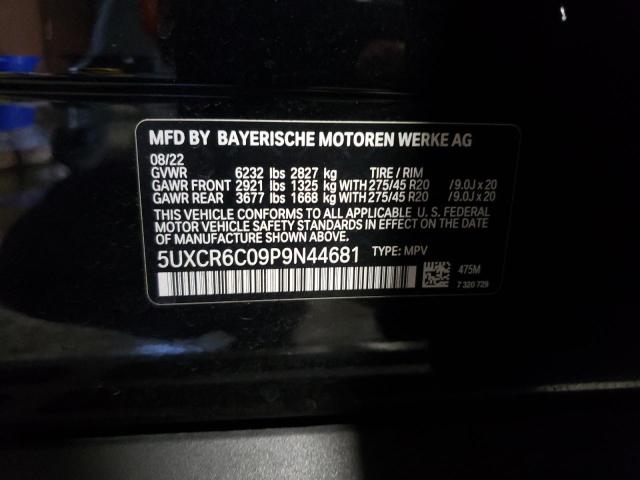 MFD BY BAYERISCHE MOTOREN WERKE AG
08/22
GVWR 6232 lbs 2827 kg TIRE / RIM
GAWR FRONT 2921 lbs 1325 kg WITH 275/45 R20 /9.0J x 20
GAWR REAR 3677 lbs 1668 kg WITH 275/45 R20 /9.0J x 20
THIS VEHICLE CONFORMS TO ALL APPLICABLE U. S. FEDERAL
MOTOR VEHICLE SAFETY STANDARDS IN EFFECT ON THE DATE
OF MANUFACTURE SHOWN ABOVE.
5UXCR6C09P9N44681 TYPE: MPV
475M
7 320 729